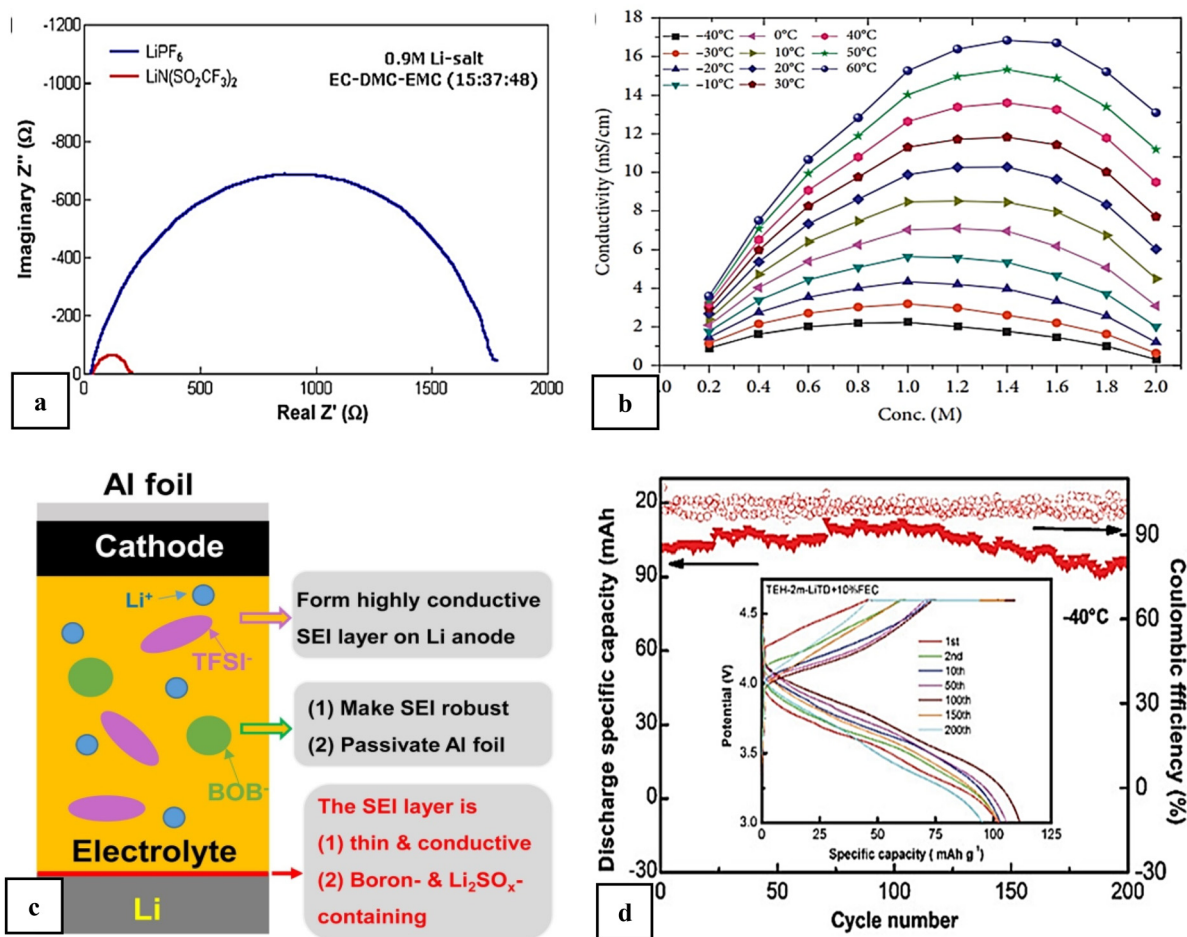 -1200
-1000
-800
-600
-400
-200
0
0
500
1000
1500
2000
Imaginary Z" (Ω)
Real Z' (Ω)
LiPF6
LiN(SO2CF3)2
0.9M Li-salt
EC-DMC-EMC (15:37:48)
a
18
16
14
12
10
8
6
4
2
0
0.2 0.4 0.6 0.8 1.0 1.2 1.4 1.6 1.8 2.0
Conductivity (mS/cm)
Conc. (M)
–40°C 0°C 40°C
–30°C 10°C 50°C
–20°C 20°C 60°C
–10°C 30°C
b
Al foil
Cathode
Li+
TFSI-
BOB-
Electrolyte
Li
Form highly conductive
SEI layer on Li anode
(1) Make SEI robust
(2) Passivate Al foil
The SEI layer is
(1) thin & conductive
(2) Boron- & Li2SOx-
containing
c
Discharge specific capacity (mAh
20
90
60
30
0
-30
0 50 100 150 200
Cycle number
90
60
30
0
-30
Coulombic fficiency (%)
-40°C
TEH-2m-LiTD+10%FEC
4.5
4.0
3.5
3.0
Potential (V)
0 25 50 75 100 125
Specific capacity ( mAh g-1)
1st
2nd
10th
50th
100th
150th
200th
d